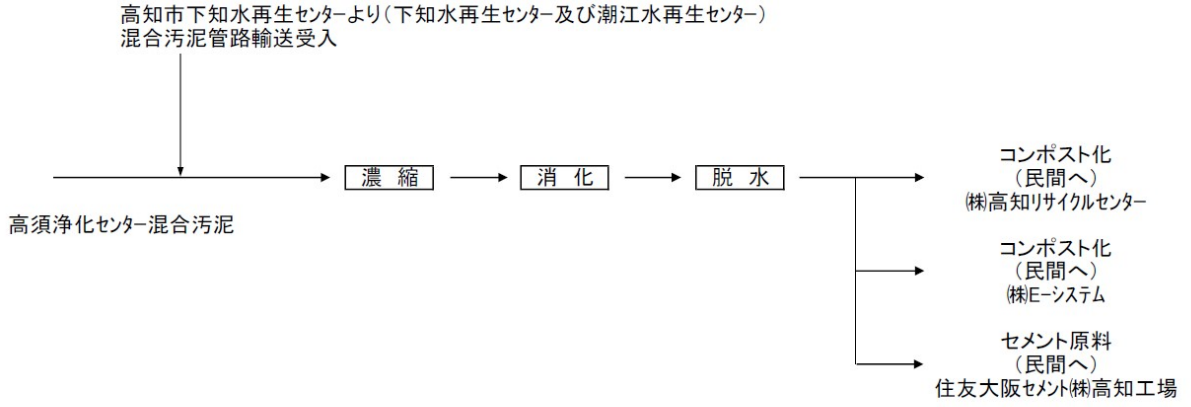 高知市下知水再生センターより(下知水再生センター及び潮江水再生センター)
混合汚泥管路輸送受入
高須浄化センター混合汚泥
濃 縮
消 化
脱 水
コンポスト化
(民間へ)
㈱高知リサイクルセンター
コンポスト化
(民間へ)
㈱E-システム
セメント原料
(民間へ)
住友大阪セメント㈱高知工場